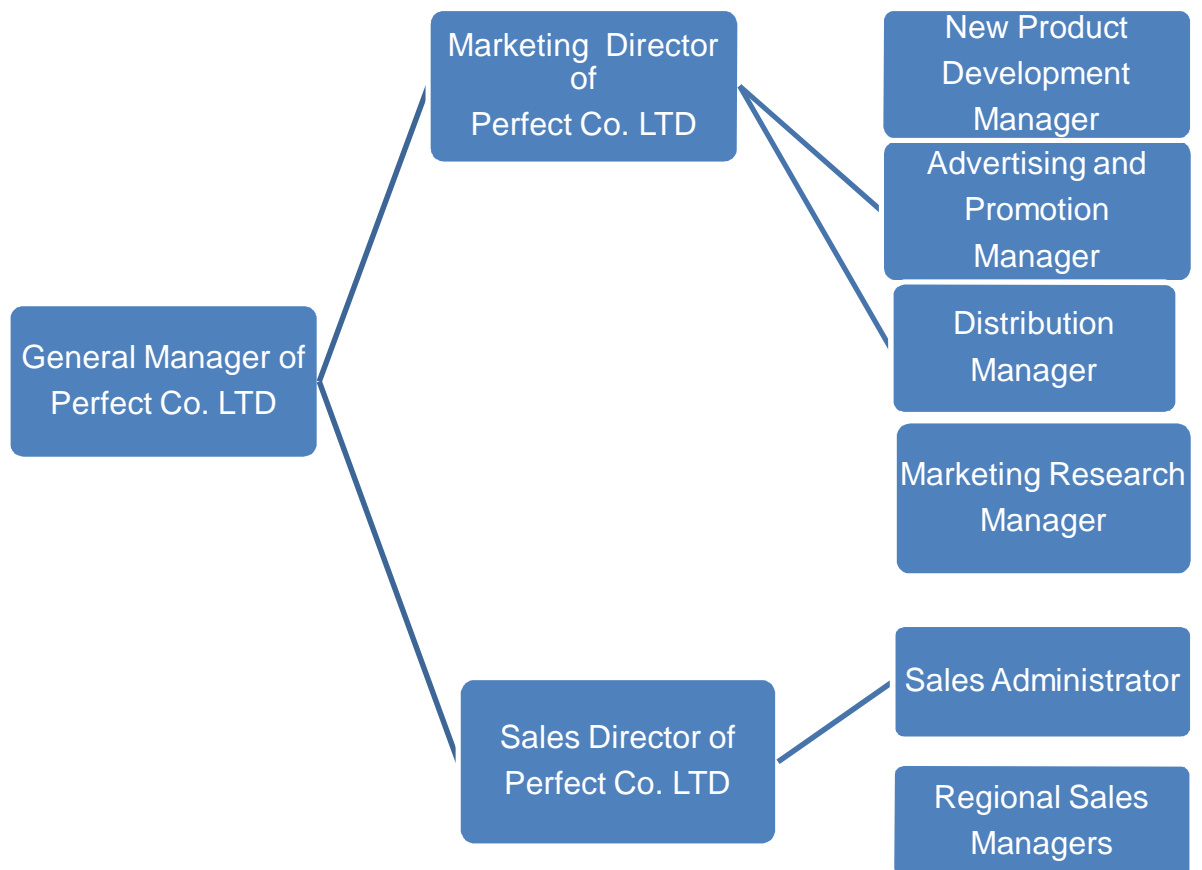 General Manager of
Perfect Co. LTD
Marketing Director
of
Perfect Co. LTD
New Product
Development
Manager
Advertising and
Promotion
Manager
Distribution
Manager
Marketing Research
Manager
Sales Director of
Perfect Co. LTD
Sales Administrator
Regional Sales
Managers